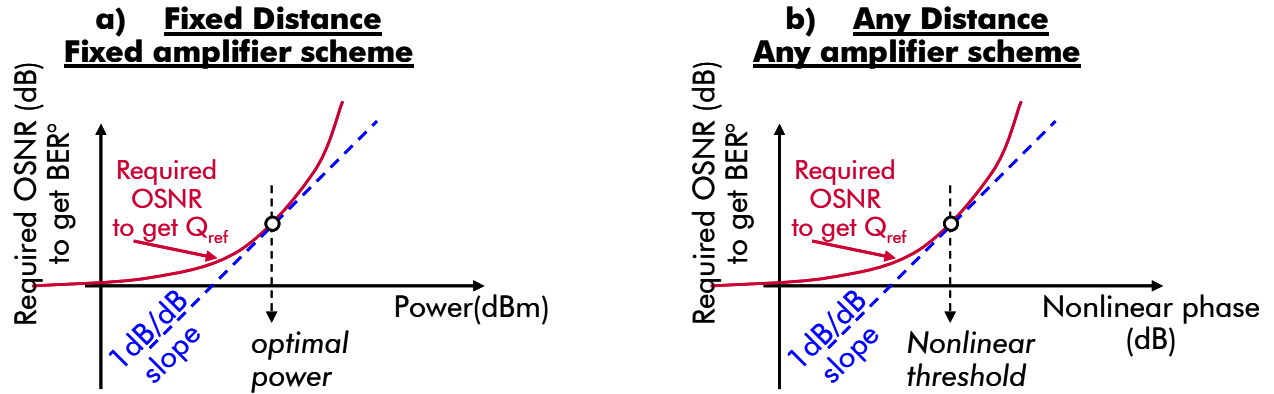 a) Fixed Distance
Fixed amplifier scheme
Required OSNR (dB)
to get BER°
Required
OSNR
to get Qref
Power(dBm)
1dB/dB
slope
optimal
power
b) Any Distance
Any amplifier scheme
Required OSNR (dB)
to get BER°
Required
OSNR
to get Qref
Nonlinear phase
(dB)
1dB/dB
slope
Nonlinear
threshold